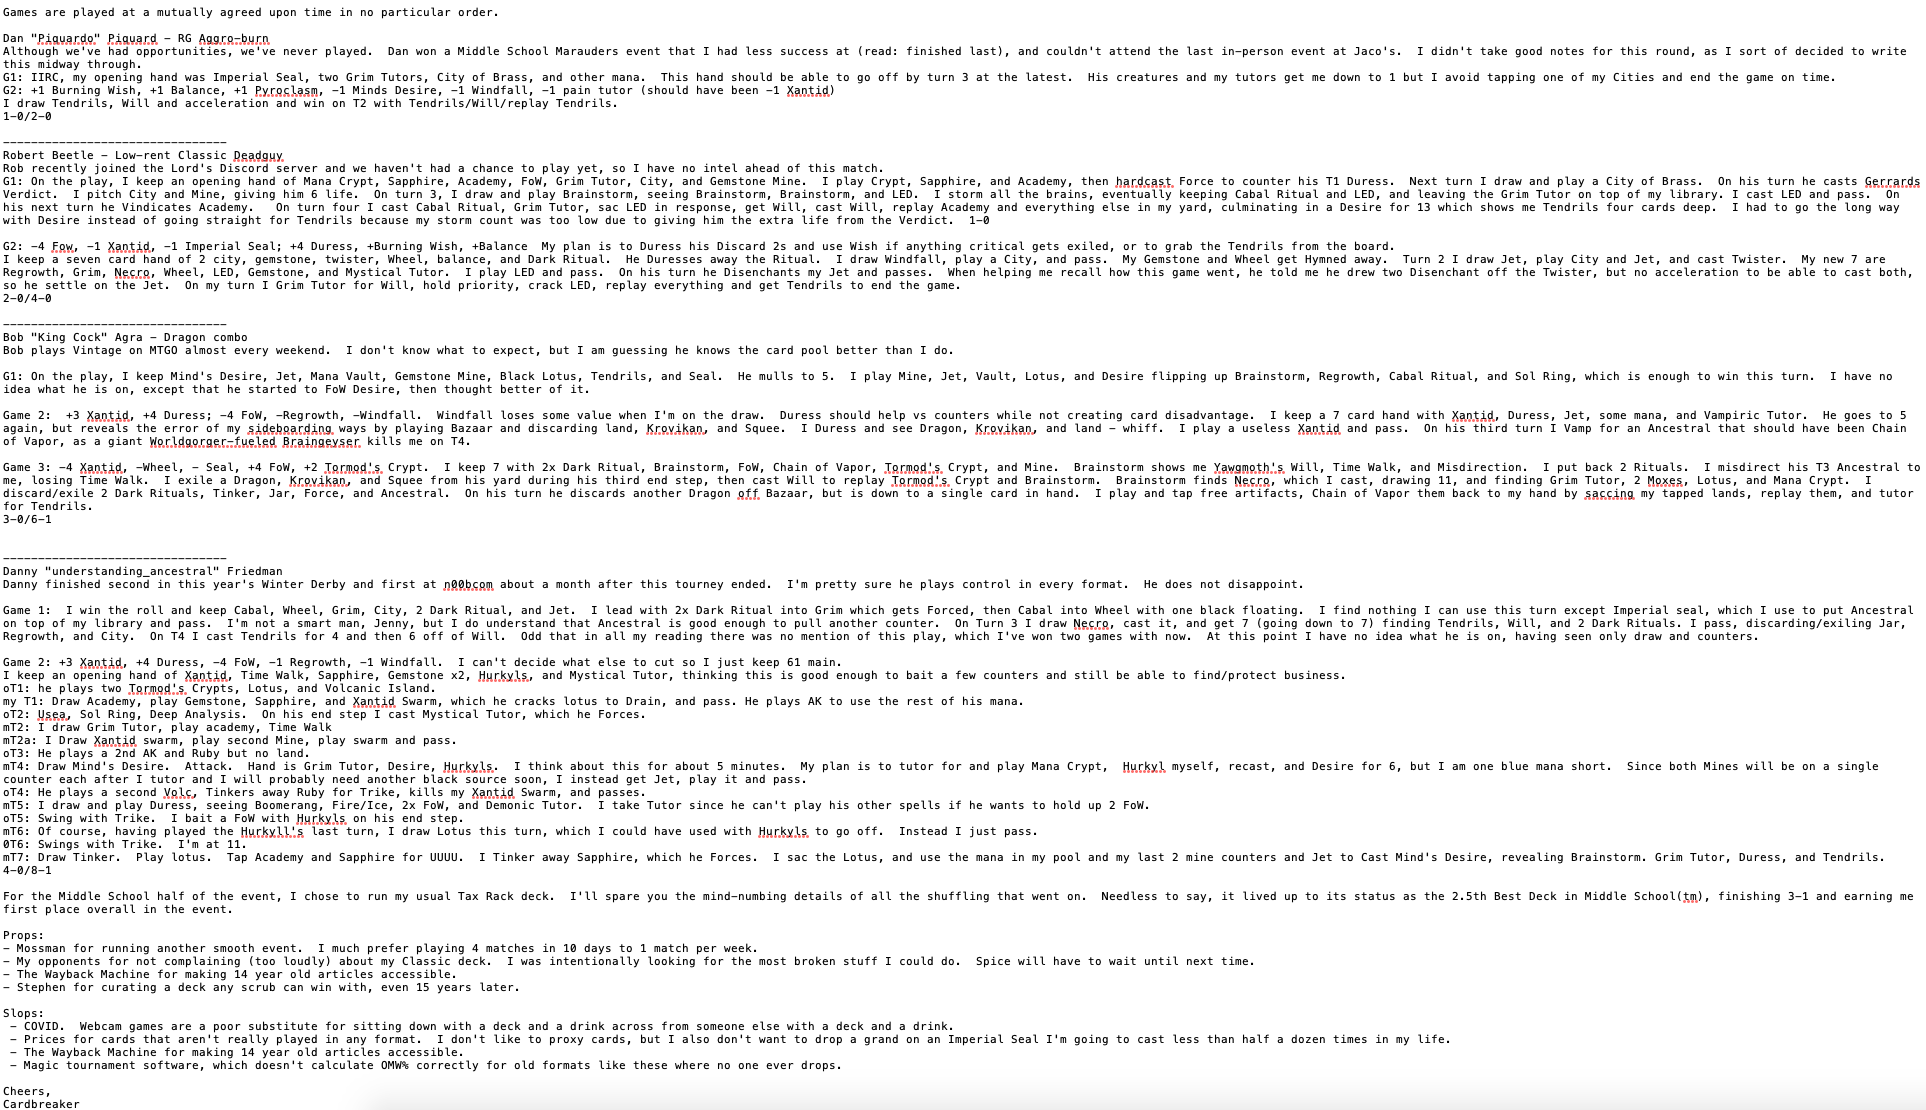 Games are played at a mutually agreed upon time in no particular order.
Dan "Piguardo" Piguard - RG Aggro-burn
Although we've had opportunities, we've never played.  Dan won a Middle School Marauders event that I had less success at (read: finished last), and couldn't attend the last in-person event at Jaco's.  I didn't take good notes for this round, as I sort of decided to write
this midway through.
G1: IIRC, my opening hand was Imperial Seal, two Grim Tutors, City of Brass, and other mana.  This hand should be able to go off by turn 3 at the latest.  His creatures and my tutors get me down to 1 but I avoid tapping one of my Cities and end the game on time.
G2: +1 Burning Wish, +1 Balance, +1 Pyroclasm, -1 Minds Desire, -1 Windfall, -1 pain tutor (should have been -1 Xantid)
I draw Tendrils, Will and acceleration and win on T2 with Tendrils/Will/replay Tendrils.
1-0/2-0
--------------------------------
Robert Beetle - Low-rent Classic Deadguy
Rob recently joined the Lord's Discord server and we haven't had a chance to play yet, so I have no intel ahead of this match.
G1: On the play, I keep an opening hand of Mana Crypt, Sapphire, Academy, FoW, Grim Tutor, City, and Gemstone Mine.  I play Crypt, Sapphire, and Academy, then hardcast Force to counter his T1 Duress.  Next turn I draw and play a City of Brass.  On his turn he casts Gerrards
Verdict.  I pitch City and Mine, giving him 6 life.  On turn 3, I draw and play Brainstorm, seeing Brainstorm, Brainstorm, and LED.  I storm all the brains, eventually keeping Cabal Ritual and LED, and leaving the Grim Tutor on top of my library. I cast LED and pass.  On
his next turn he Vindicates Academy.   On turn four I cast Cabal Ritual, Grim Tutor, sac LED in response, get Will, cast Will, replay Academy and everything else in my yard, culminating in a Desire for 13 which shows me Tendrils four cards deep.  I had to go the long way
with Desire instead of going straight for Tendrils because my storm count was too low due to giving him the extra life from the Verdict.  1-0
G2: -4 Fow, -1 Xantid, -1 Imperial Seal; +4 Duress, +Burning Wish, +Balance  My plan is to Duress his Discard 2s and use Wish if anything critical gets exiled, or to grab the Tendrils from the board.
I keep a seven card hand of 2 city, gemstone, twister, Wheel, balance, and Dark Ritual.  He Duresses away the Ritual.  I draw Windfall, play a City, and pass.  My Gemstone and Wheel get Hymned away.  Turn 2 I draw Jet, play City and Jet, and cast Twister.  My new 7 are
Regrowth, Grim, Necro, Wheel, LED, Gemstone, and Mystical Tutor.  I play LED and pass.  On his turn he Disenchants my Jet and passes.  When helping me recall how this game went, he told me he drew two Disenchant off the Twister, but no acceleration to be able to cast both,
so he settle on the Jet.  On my turn I Grim Tutor for Will, hold priority, crack LED, replay everything and get Tendrils to end the game.
2-0/4-0
--------------------------------
Bob "King Cock" Agra - Dragon combo
Bob plays Vintage on MTGO almost every weekend.  I don't know what to expect, but I am guessing he knows the card pool better than I do.
G1: On the play, I keep Mind's Desire, Jet, Mana Vault, Gemstone Mine, Black Lotus, Tendrils, and Seal.  He mulls to 5.  I play Mine, Jet, Vault, Lotus, and Desire flipping up Brainstorm, Regrowth, Cabal Ritual, and Sol Ring, which is enough to win this turn.  I have no
idea what he is on, except that he started to FoW Desire, then thought better of it.
Game 2:  +3 Xantid, +4 Duress; -4 FoW, -Regrowth, -Windfall.  Windfall loses some value when I'm on the draw.  Duress should help vs counters while not creating card disadvantage.  I keep a 7 card hand with Xantid, Duress, Jet, some mana, and Vampiric Tutor.  He goes to 5
again, but reveals the error of my sideboarding ways by playing Bazaar and discarding land, Krovikan, and Squee.  I Duress and see Dragon, Krovikan, and land - whiff.  I play a useless Xantid and pass.  On his third turn I Vamp for an Ancestral that should have been Chain
of Vapor, as a giant Worldgorger-fueled Braingeyser kills me on T4.
Game 3: -4 Xantid, -Wheel, - Seal, +4 FoW, +2 Tormod's Crypt.  I keep 7 with 2x Dark Ritual, Brainstorm, FoW, Chain of Vapor, Tormod's Crypt, and Mine.  Brainstorm shows me Yawgmoth's Will, Time Walk, and Misdirection.  I put back 2 Rituals.  I misdirect his T3 Ancestral to
me, losing Time Walk.  I exile a Dragon, Krovikan, and Squee from his yard during his third end step, then cast Will to replay Tormod's Crypt and Brainstorm.  Brainstorm finds Necro, which I cast, drawing 11, and finding Grim Tutor, 2 Moxes, Lotus, and Mana Crypt.  I
discard/exile 2 Dark Rituals, Tinker, Jar, Force, and Ancestral.  On his turn he discards another Dragon off Bazaar, but is down to a single card in hand.  I play and tap free artifacts, Chain of Vapor them back to my hand by saccing my tapped lands, replay them, and tutor
for Tendrils.
3-0/6-1
--------------------------------
Danny "understanding_ancestral" Friedman
Danny finished second in this year's Winter Derby and first at n00bcom about a month after this tourney ended.  I'm pretty sure he plays control in every format.  He does not disappoint.
Game 1:  I win the roll and keep Cabal, Wheel, Grim, City, 2 Dark Ritual, and Jet.  I lead with 2x Dark Ritual into Grim which gets Forced, then Cabal into Wheel with one black floating.  I find nothing I can use this turn except Imperial seal, which I use to put Ancestral
on top of my library and pass.  I'm not a smart man, Jenny, but I do understand that Ancestral is good enough to pull another counter.  On Turn 3 I draw Necro, cast it, and get 7 (going down to 7) finding Tendrils, Will, and 2 Dark Rituals. I pass, discarding/exiling Jar,
Regrowth, and City.  On T4 I cast Tendrils for 4 and then 6 off of Will.  Odd that in all my reading there was no mention of this play, which I've won two games with now.  At this point I have no idea what he is on, having seen only draw and counters.
Game 2: +3 Xantid, +4 Duress, -4 FoW, -1 Regrowth, -1 Windfall.  I can't decide what else to cut so I just keep 61 main.
I keep an opening hand of Xantid, Time Walk, Sapphire, Gemstone x2, Hurkyls, and Mystical Tutor, thinking this is good enough to bait a few counters and still be able to find/protect business.
oT1: he plays two Tormod's Crypts, Lotus, and Volcanic Island.
my T1: Draw Academy, play Gemstone, Sapphire, and Xantid Swarm, which he cracks lotus to Drain, and pass. He plays AK to use the rest of his mana.
oT2: Usea, Sol Ring, Deep Analysis.  On his end step I cast Mystical Tutor, which he Forces.
mT2: I draw Grim Tutor, play academy, Time Walk
mT2a: I Draw Xantid swarm, play second Mine, play swarm and pass.
oT3: He plays a 2nd AK and Ruby but no land.
mT4: Draw Mind's Desire.  Attack.  Hand is Grim Tutor, Desire, Hurkyls.  I think about this for about 5 minutes.  My plan is to tutor for and play Mana Crypt,  Hurkyl myself, recast, and Desire for 6, but I am one blue mana short.  Since both Mines will be on a single
counter each after I tutor and I will probably need another black source soon, I instead get Jet, play it and pass.
oT4: He plays a second Volc, Tinkers away Ruby for Trike, kills my Xantid Swarm, and passes.
mT5: I draw and play Duress, seeing Boomerang, Fire/Ice, 2x FoW, and Demonic Tutor.  I take Tutor since he can't play his other spells if he wants to hold up 2 FoW.
oT5: Swing with Trike.  I bait a FoW with Hurkyls on his end step.
mT6: Of course, having played the Hurkyll's last turn, I draw Lotus this turn, which I could have used with Hurkyls to go off.  Instead I just pass.
0T6: Swings with Trike.  I'm at 11.
mT7: Draw Tinker.  Play lotus.  Tap Academy and Sapphire for UUUU.  I Tinker away Sapphire, which he Forces.  I sac the Lotus, and use the mana in my pool and my last 2 mine counters and Jet to Cast Mind's Desire, revealing Brainstorm. Grim Tutor, Duress, and Tendrils.
4-0/8-1
For the Middle School half of the event, I chose to run my usual Tax Rack deck.  I'll spare you the mind-numbing details of all the shuffling that went on.  Needless to say, it lived up to its status as the 2.5th Best Deck in Middle School(tm), finishing 3-1 and earning me
first place overall in the event.
Props:
- Mossman for running another smooth event.  I much prefer playing 4 matches in 10 days to 1 match per week.
- My opponents for not complaining (too loudly) about my Classic deck.  I was intentionally looking for the most broken stuff I could do.  Spice will have to wait until next time.
- The Wayback Machine for making 14 year old articles accessible.
- Stephen for curating a deck any scrub can win with, even 15 years later.
Slops:
- COVID.  Webcam games are a poor substitute for sitting down with a deck and a drink across from someone else with a deck and a drink.
- Prices for cards that aren't really played in any format.  I don't like to proxy cards, but I also don't want to drop a grand on an Imperial Seal I'm going to cast less than half a dozen times in my life.
- The Wayback Machine for making 14 year old articles accessible.
- Magic tournament software, which doesn't calculate OMW% correctly for old formats like these where no one ever drops.
Cheers,
Cardbreaker